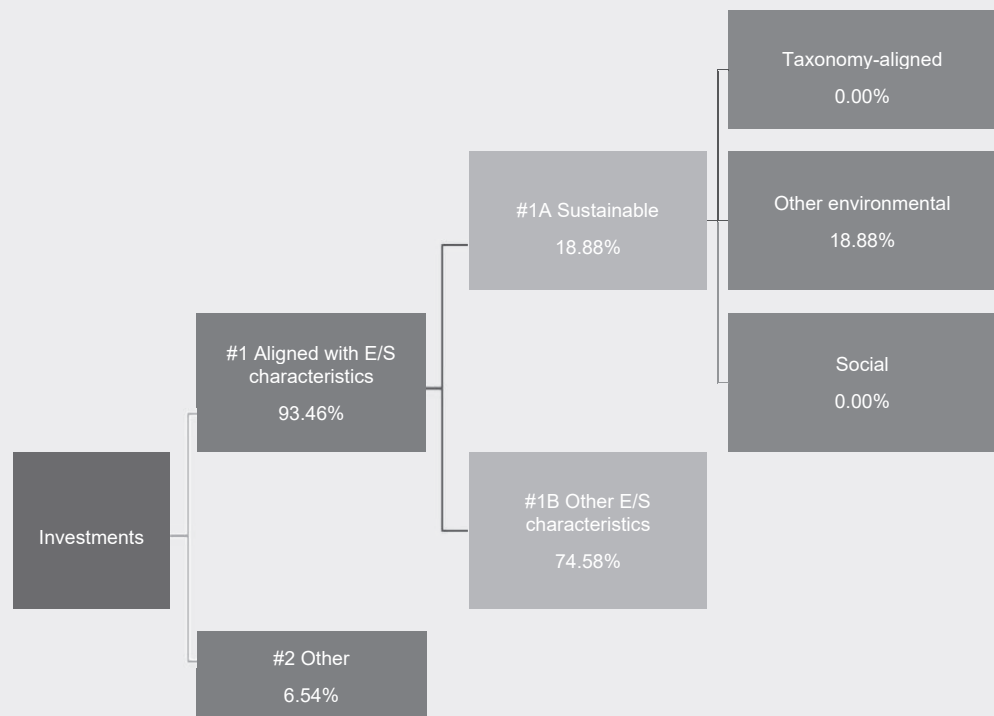 Taxonomy-aligned
0.00%
#1A Sustainable
18.88%
Other environmental
18.88%
#1 Aligned with E/S
characteristics
93.46%
Social
0.00%
Investments
#1B Other E/S
characteristics
74.58%
#2 Other
6.54%